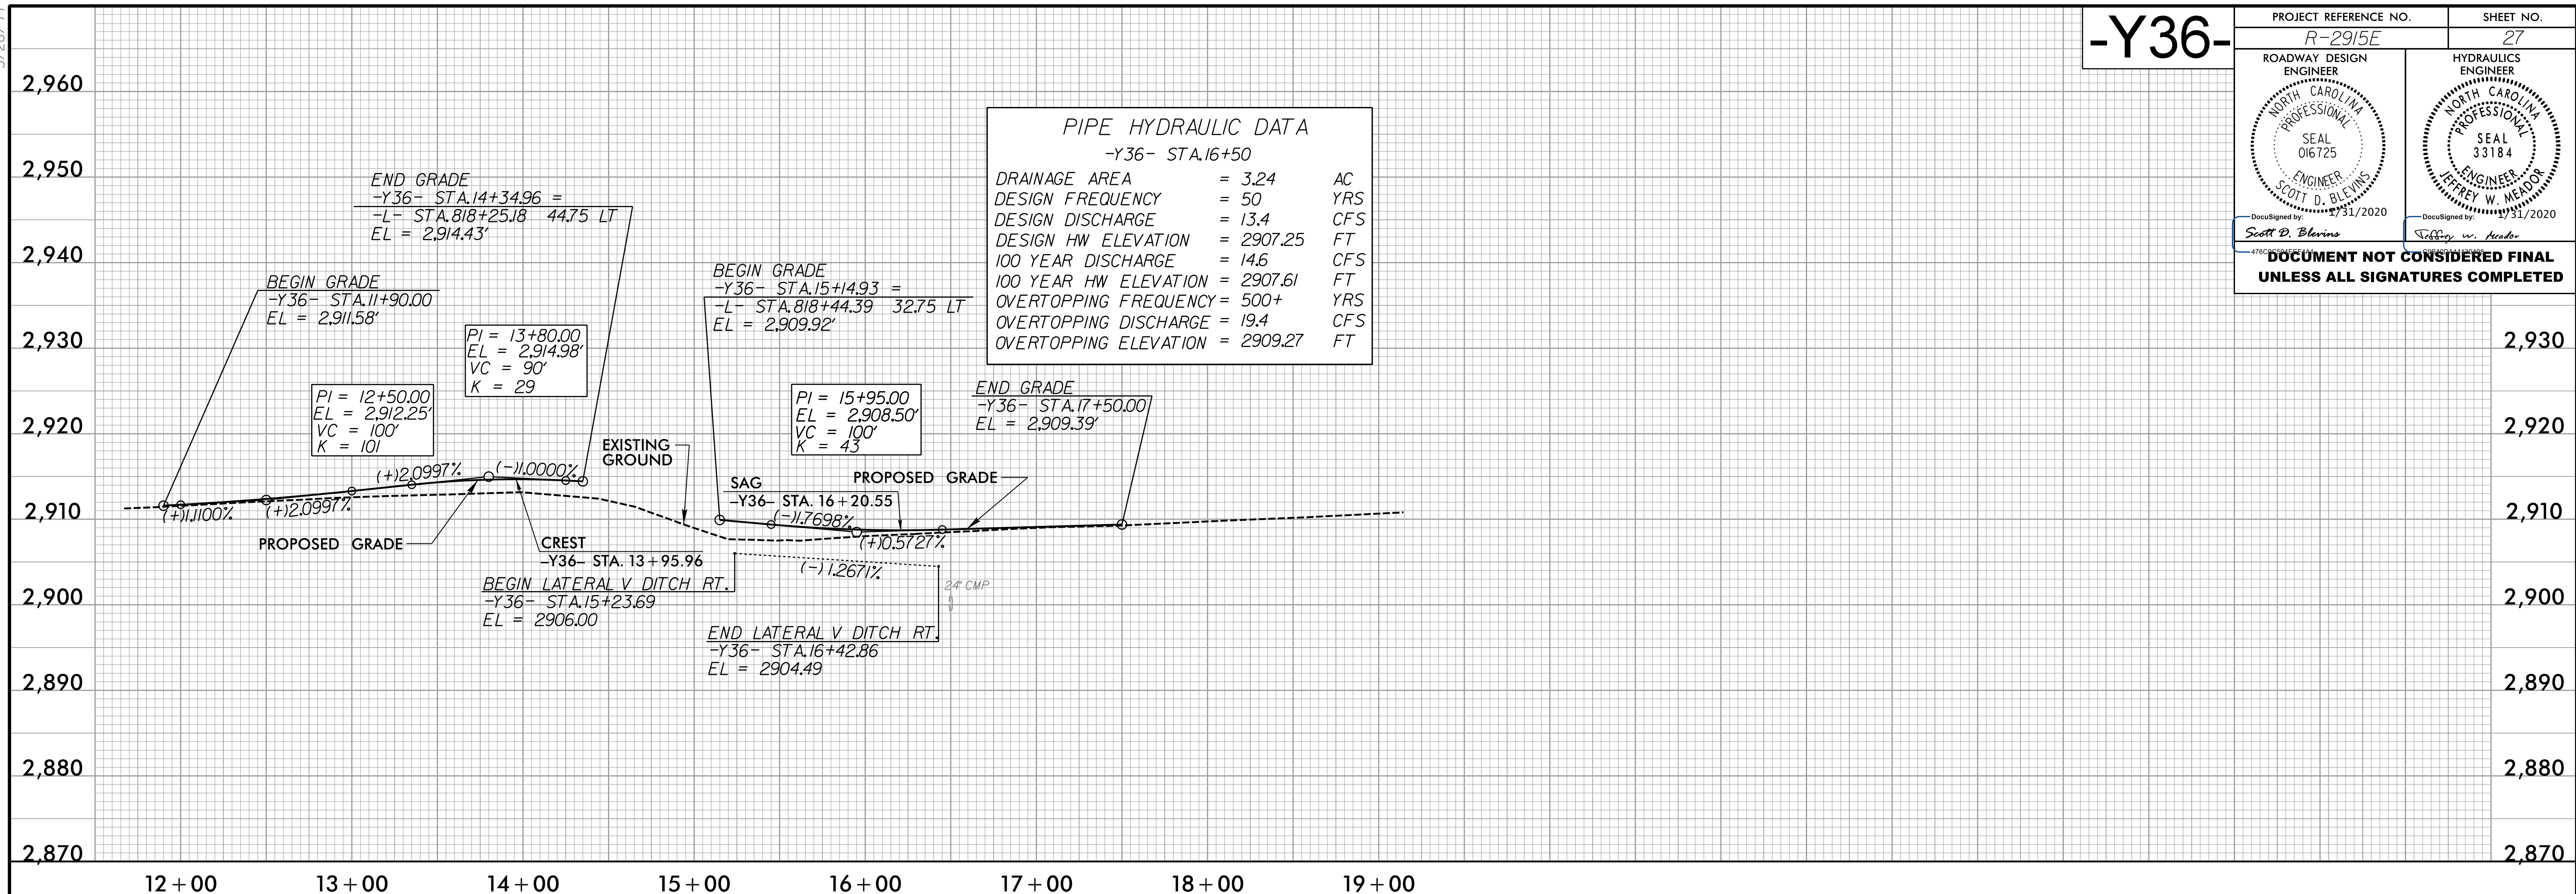 -Y36-
PROJECT REFERENCE NO.
SHEET NO.
R-2915E
27
ROADWAY DESIGN
ENGINEER
HYDRAULICS
ENGINEER
NORTH CAROLINA
PROFESSIONAL
SEAL
016725
ENGINEER
SCOTT D. BLEVINS
NORTH CAROLINA
PROFESSIONAL
SEAL
33184
ENGINEER
JEFFREY W. MEADOR
DocuSigned by:
1/31/2020
Scott D. Blevins
DocuSigned by:
1/31/2020
Jeffrey W. Meador
DOCUMENT NOT CONSIDERED FINAL
UNLESS ALL SIGNATURES COMPLETED
PIPE HYDRAULIC DATA
-Y36- STA.16+50
DRAINAGE AREA = 3.24 AC
DESIGN FREQUENCY = 50 YRS
DESIGN DISCHARGE = 13.4 CFS
DESIGN HW ELEVATION = 2907.25 FT
100 YEAR DISCHARGE = 14.6 CFS
100 YEAR HW ELEVATION = 2907.61 FT
OVERTOPPING FREQUENCY = 500+ YRS
OVERTOPPING DISCHARGE = 19.4 CFS
OVERTOPPING ELEVATION = 2909.27 FT
END GRADE
-Y36- STA.14+34.96 =
-L- STA.818+25.18 44.75 LT
EL = 2,914.43'
BEGIN GRADE
-Y36- STA.11+90.00
EL = 2,911.58'
BEGIN GRADE
-Y36- STA.15+14.93 =
-L- STA.818+44.39 32.75 LT
EL = 2,909.92'
PI = 13+80.00
EL = 2,914.98'
VC = 90'
K = 29
PI = 12+50.00
EL = 2,912.25'
VC = 100'
K = 101
PI = 15+95.00
EL = 2,908.50'
VC = 100'
K = 43
END GRADE
-Y36- STA.17+50.00
EL = 2,909.39'
EXISTING
GROUND
(+)2.0997%
(-)1.0000%
SAG
-Y36- STA. 16+20.55
PROPOSED GRADE
(+)1.1100%
(+)2.0997%
(-)1.7698%
(+)0.5727%
PROPOSED GRADE
CREST
-Y36- STA. 13+95.96
(-)1.2671%
BEGIN LATERAL V DITCH RT.
-Y36- STA.15+23.69
EL = 2906.00
24" CMP
END LATERAL V DITCH RT.
-Y36- STA.16+42.86
EL = 2904.49
2,960
2,950
2,940
2,930
2,920
2,910
2,900
2,890
2,880
2,870
2,930
2,920
2,910
2,900
2,890
2,880
2,870
12+00
13+00
14+00
15+00
16+00
17+00
18+00
19+00